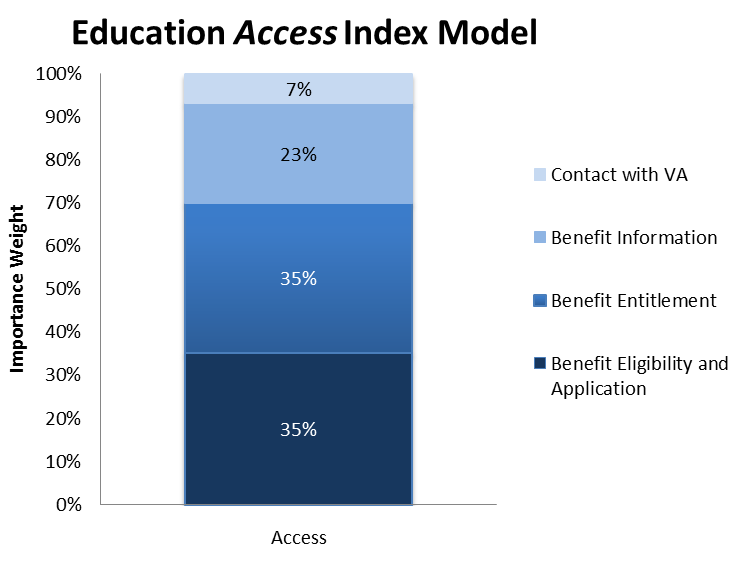 Education Access Index Model
100%
90%
80%
70%
60%
50%
40%
30%
20%
10%
0%
Importance Weight
7%
23%
35%
35%
Access
Contact with VA
Benefit Information
Benefit Entitlement
Benefit Eligibility and
Application